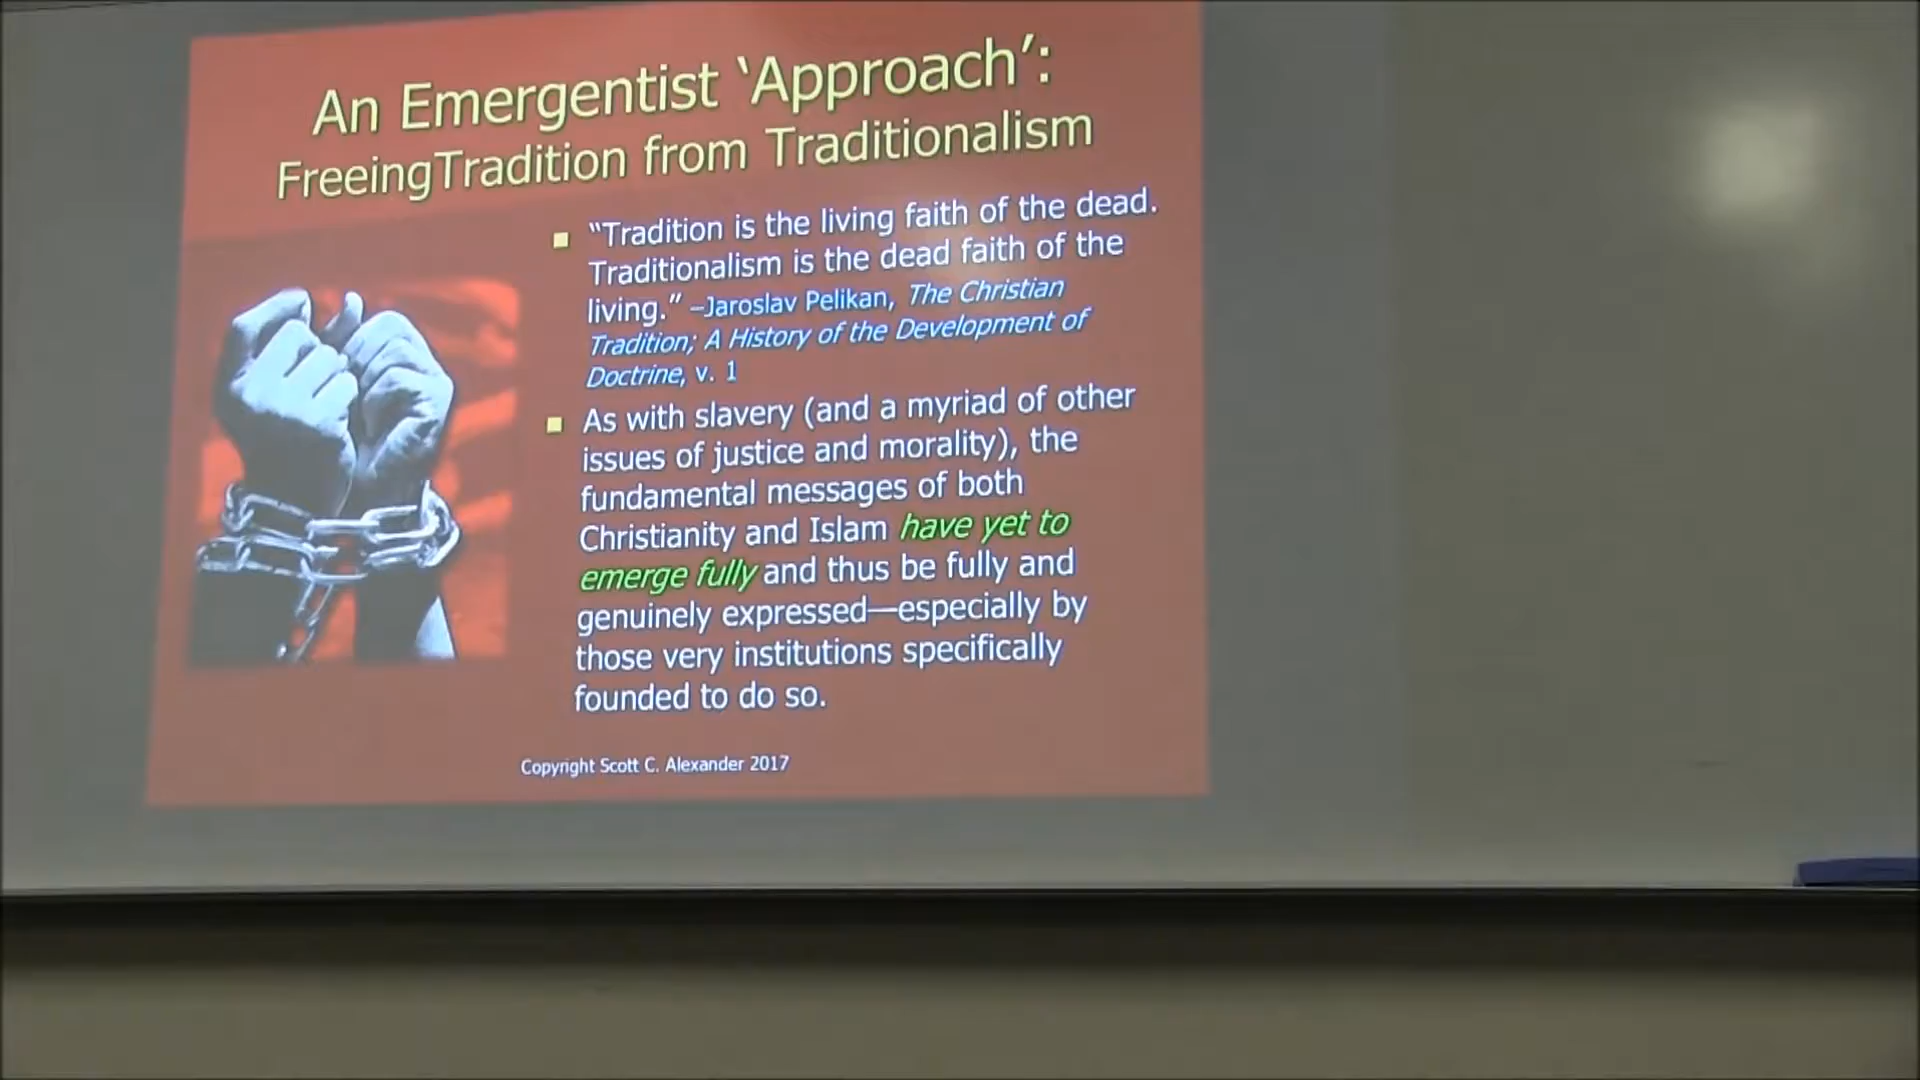 An Emergentist ‘Approach’:
FreeingTradition from Traditionalism
“Tradition is the living faith of the dead.
Traditionalism is the dead faith of the
living.” –Jaroslav Pelikan, The Christian
Tradition; A History of the Development of
Doctrine, v. 1
As with slavery (and a myriad of other
issues of justice and morality), the
fundamental messages of both
Christianity and Islam have yet to
emerge fully and thus be fully and
genuinely expressed—especially by
those very institutions specifically
founded to do so.
Copyright Scott C. Alexander 2017